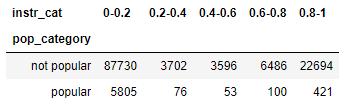 instr_cat 0-0.2 0.2-0.4 0.4-0.6 0.6-0.8 0.8-1
pop_category
not popular 87730 3702 3596 6486 22694
popular 5805 76 53 100 421